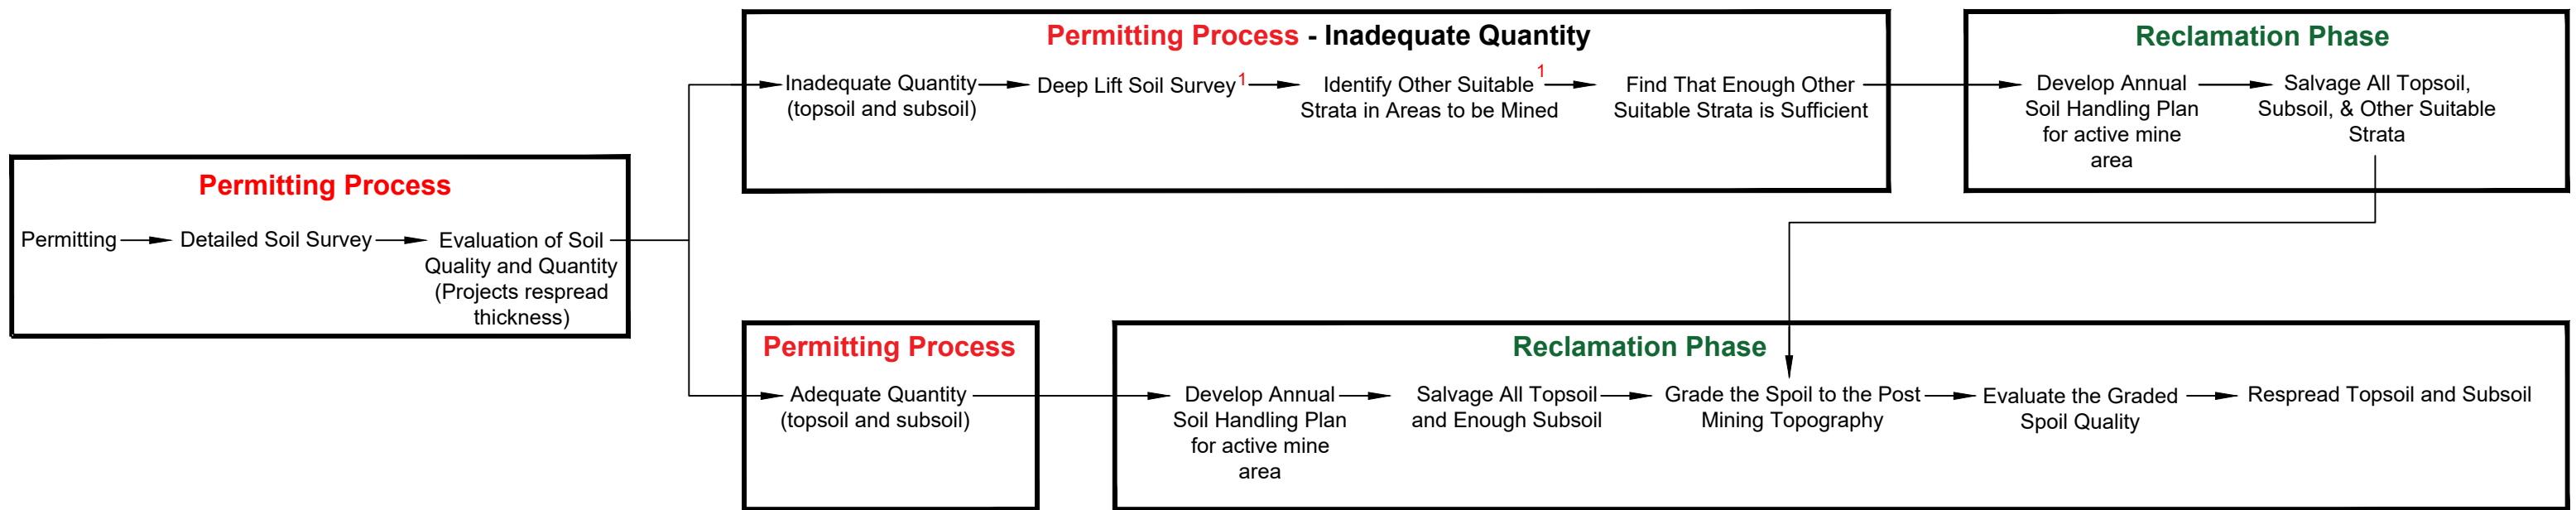 Permitting Process - Inadequate Quantity
Inadequate Quantity
(topsoil and subsoil)
Deep Lift Soil Survey 1
Identify Other Suitable 1
Strata in Areas to be Mined
Find That Enough Other
Suitable Strata is Sufficient
Reclamation Phase
Develop Annual
Soil Handling Plan
for active mine
area
Salvage All Topsoil,
Subsoil, & Other Suitable
Strata
Permitting Process
Permitting
Detailed Soil Survey
Evaluation of Soil
Quality and Quantity
(Projects respread
thickness)
Permitting Process
Adequate Quantity
(topsoil and subsoil)
Reclamation Phase
Develop Annual
Soil Handling Plan
for active mine
area
Salvage All Topsoil
and Enough Subsoil
Grade the Spoil to the Post
Mining Topography
Evaluate the Graded
Spoil Quality
Respread Topsoil and Subsoil